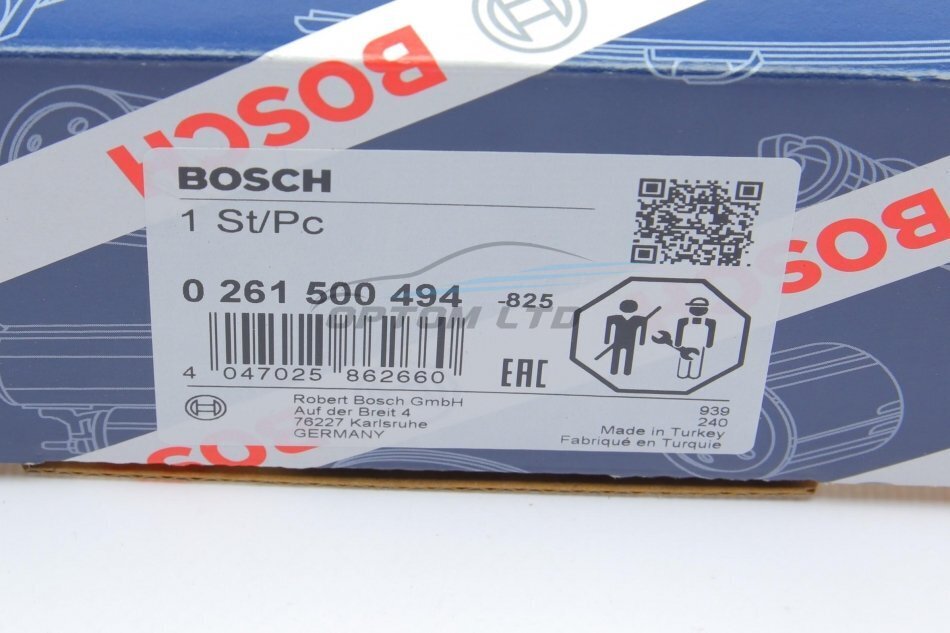 BOSCH
BOSCH
1 St/Pc
0 261 500 494 -825
OPTOM LTD
4 047025 862660
EAC
Robert Bosch GmbH
Auf der Breit 4
76227 Karlsruhe
GERMANY
939
240
Made in Turkey
Fabriqué en Turquie
BOSCH